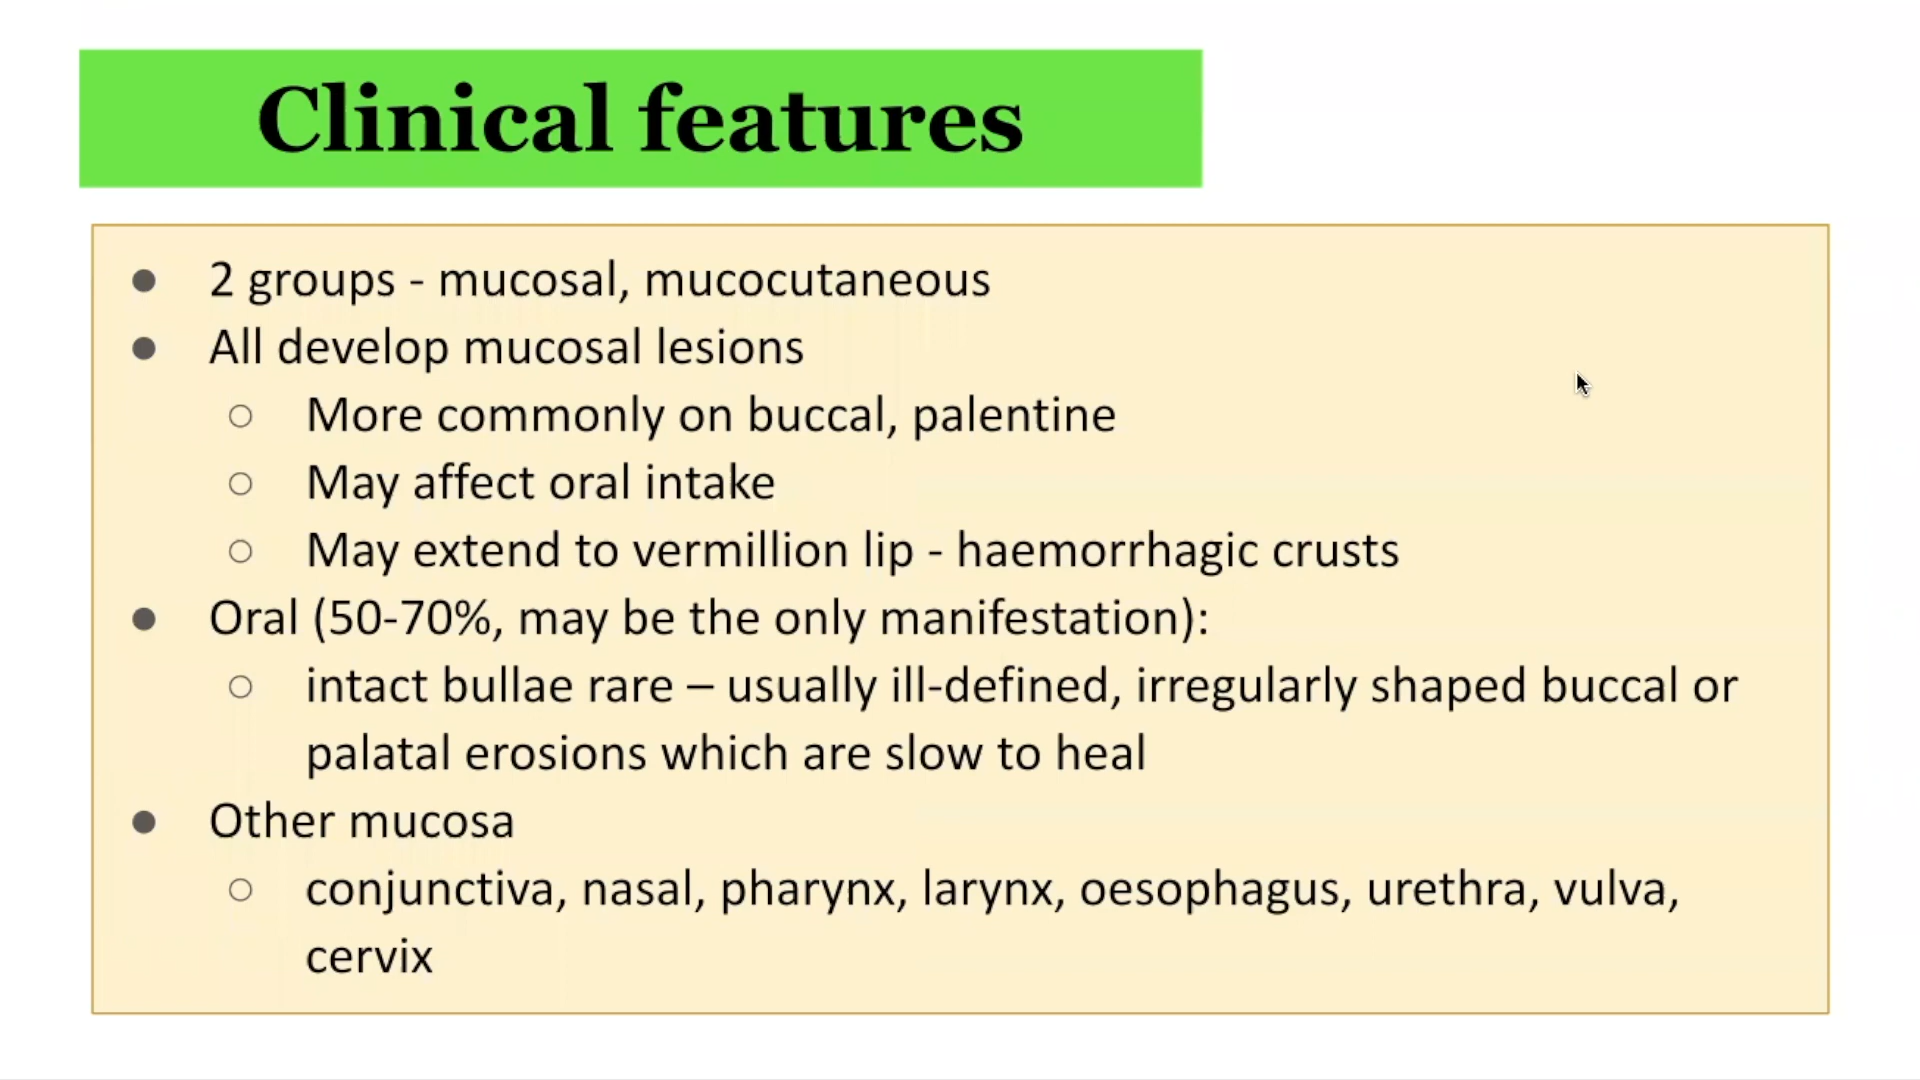 Clinical features
● 2 groups - mucosal, mucocutaneous
● All develop mucosal lesions
○ More commonly on buccal, palentine
○ May affect oral intake
○ May extend to vermillion lip - haemorrhagic crusts
● Oral (50-70%, may be the only manifestation):
○ intact bullae rare – usually ill-defined, irregularly shaped buccal or
palatal erosions which are slow to heal
● Other mucosa
○ conjunctiva, nasal, pharynx, larynx, oesophagus, urethra, vulva,
cervix